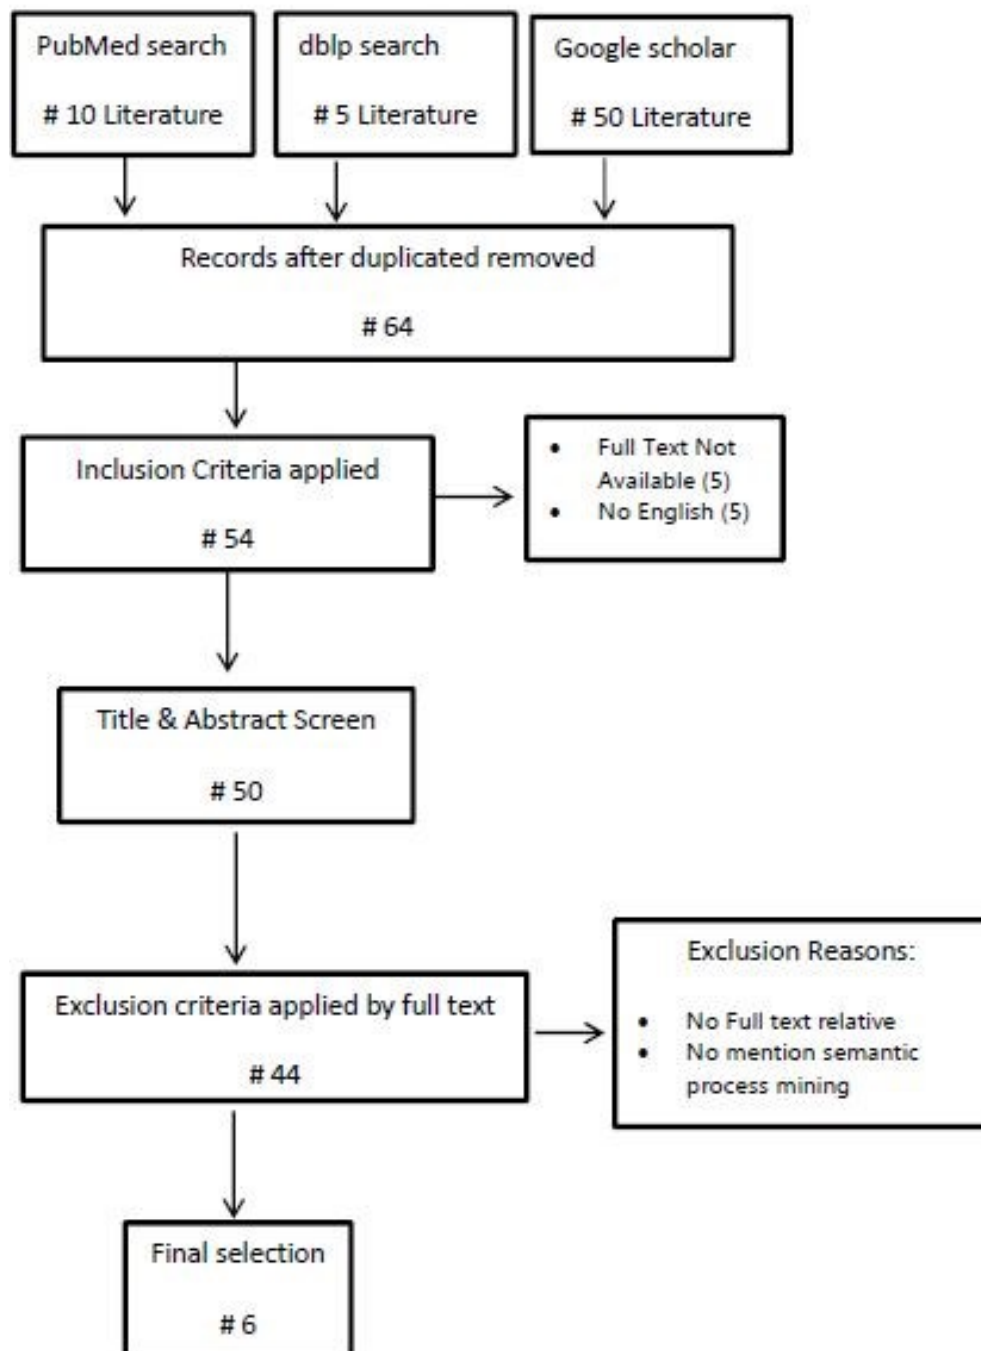 PubMed search
# 10 Literature
dblp search
# 5 Literature
Google scholar
# 50 Literature
Records after duplicated removed
# 64
Inclusion Criteria applied
# 54
• Full Text Not
Available (5)
• No English (5)
Title & Abstract Screen
# 50
Exclusion criteria applied by full text
# 44
Exclusion Reasons:
• No Full text relative
• No mention semantic
process mining
Final selection
# 6